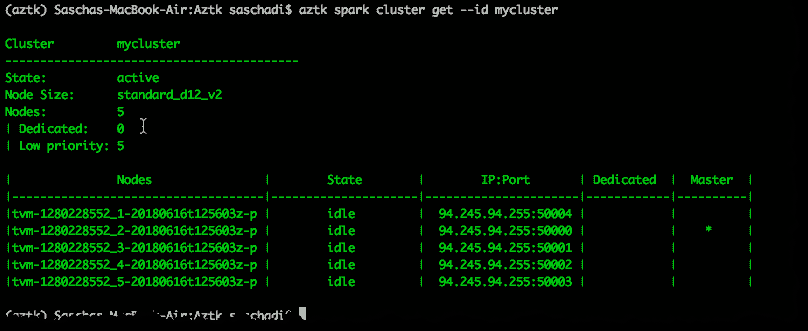 (aztk) Saschas-MacBook-Air:Aztk saschadi$ aztk spark cluster get --id mycluster
Cluster mycluster
------------------------------------------
State: active
Node Size: standard_d12_v2
Nodes: 5
| Dedicated: 0
| Low priority: 5
| Nodes | State | IP:Port | Dedicated | Master |
|------------------------------------|---------------------|----------------------|------------|----------|
|tvm-1280228552_1-20180616t125603z-p | idle | 94.245.94.255:50004 | | |
|tvm-1280228552_2-20180616t125603z-p | idle | 94.245.94.255:50000 | | * |
|tvm-1280228552_3-20180616t125603z-p | idle | 94.245.94.255:50001 | | |
|tvm-1280228552_4-20180616t125603z-p | idle | 94.245.94.255:50002 | | |
|tvm-1280228552_5-20180616t125603z-p | idle | 94.245.94.255:50003 | | |
(aztk) Saschas-MacBook-Air:Aztk saschadi$